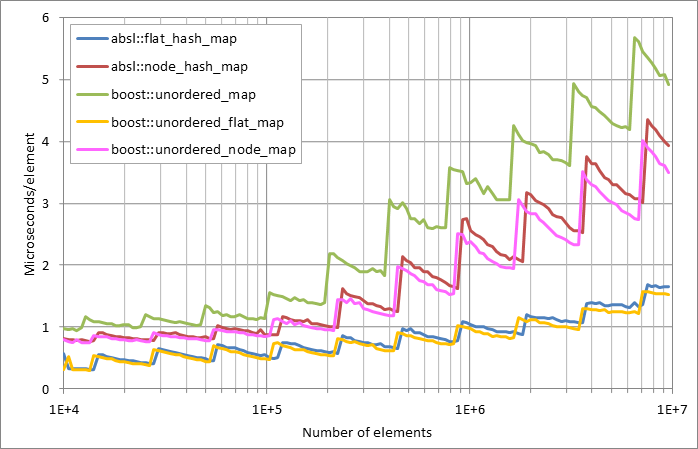 6
5
4
3
2
1
0
Microseconds/element
absl::flat_hash_map
absl::node_hash_map
boost::unordered_map
boost::unordered_flat_map
boost::unordered_node_map
1E+4 1E+5 1E+6 1E+7
Number of elements